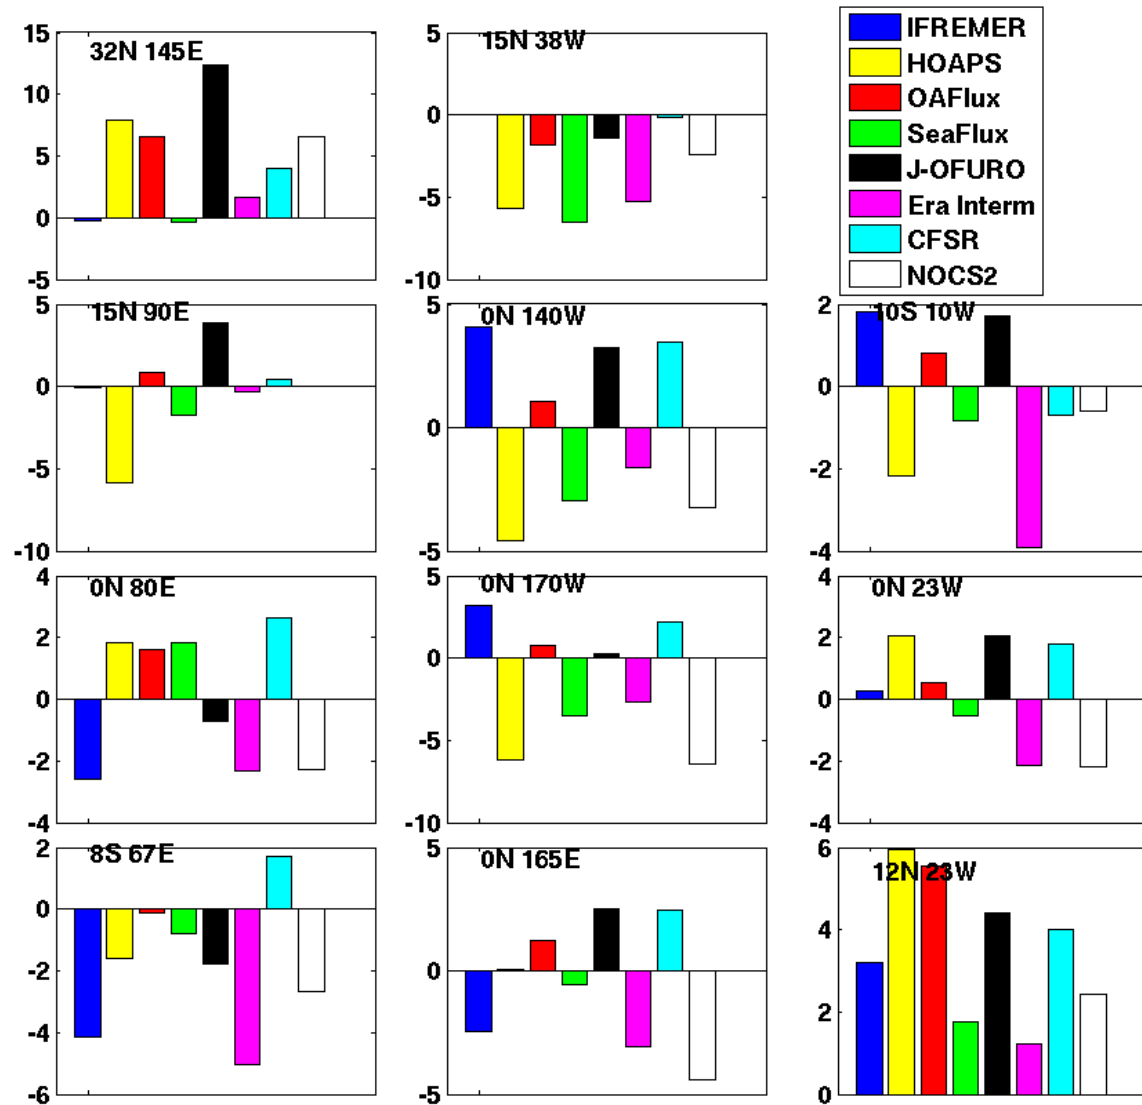 32N 145E
15
10
5
0
-5
15N 38W
5
0
-5
-10
IFREMER
HOAPS
OAFlux
SeaFlux
J-OFURO
Era Interm
CFSR
NOCS2
15N 90E
5
0
-5
-10
0N 140W
5
0
-5
10S 10W
2
0
-2
-4
0N 80E
4
2
0
-2
-4
0N 170W
5
0
-5
-10
0N 23W
4
2
0
-2
-4
8S 67E
2
0
-2
-4
-6
0N 165E
5
0
-5
12N 23W
6
4
2
0